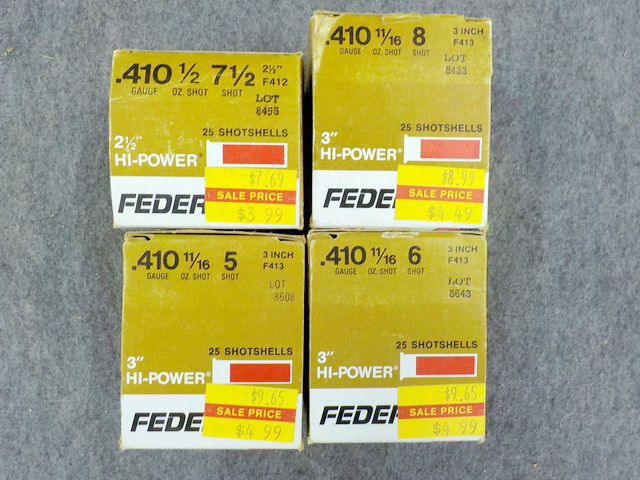 .410 1/2 7 1/2 2½" F412
GAUGE OZ. SHOT SHOT
LOT
8455
25 SHOTSHELLS
2½"
HI-POWER®
$7.69
SALE PRICE
$3.99
FEDER
.410 11/16 8 3 INCH F413
GAUGE OZ. SHOT SHOT
LOT
8433
25 SHOTSHELLS
3"
HI-POWER®
$8.99
SALE PRICE
$4.49
FEDE
.410 11/16 5 3 INCH F413
GAUGE OZ. SHOT SHOT
LOT
8608
25 SHOTSHELLS
3"
HI-POWER®
$9.65
SALE PRICE
$4.99
FEDER
.410 11/16 6 3 INCH F413
GAUGE OZ. SHOT SHOT
LOT
8643
25 SHOTSHELLS
3"
HI-POWER®
$9.65
SALE PRICE
$4.99
FEDER